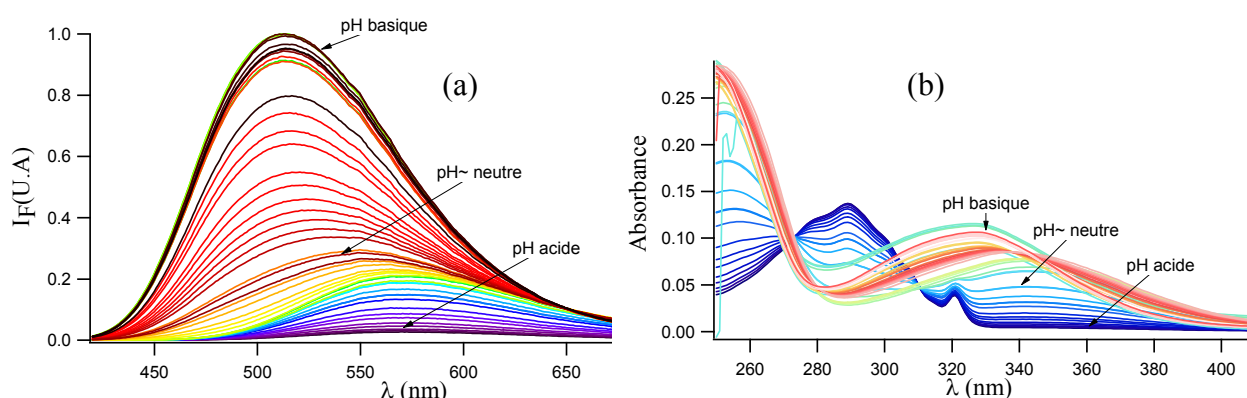 (a)
pH basique
pH~ neutre
pH acide
I_F(U.A)
1.0
0.8
0.6
0.4
0.2
0.0
450
500
550
600
650
λ (nm)
(b)
pH basique
pH~ neutre
pH acide
Absorbance
0.25
0.20
0.15
0.10
0.05
0.00
260
280
300
320
340
360
380
400
λ (nm)